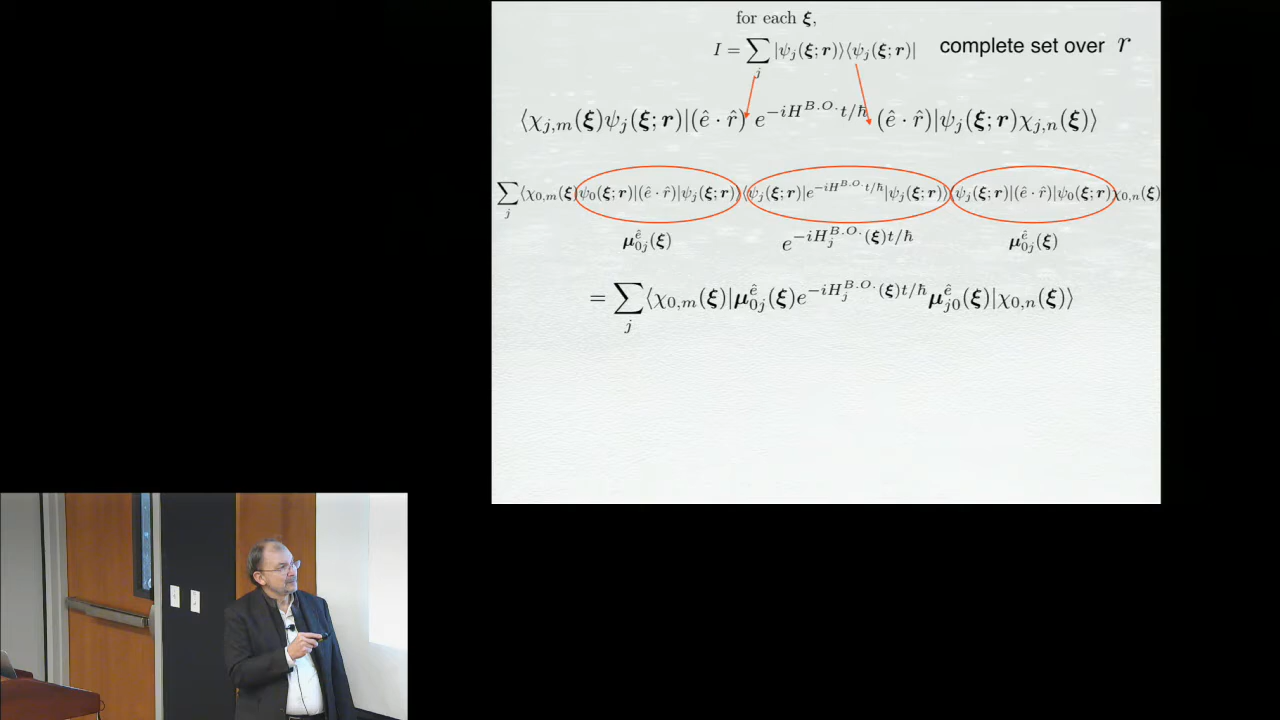 for each ξ,
I = ∑_j |ψ_j(ξ; r)⟩⟨ψ_j(ξ; r)| complete set over r
⟨χ_{j,m}(ξ)ψ_j(ξ; r)|(ê · r̂) e^{−iH^{B.O.}t/ħ} (ê · r̂)|ψ_j(ξ; r)χ_{j,n}(ξ)⟩
∑_j ⟨χ_{0,m}(ξ)ψ_0(ξ; r)|(ê · r̂)|ψ_j(ξ; r)⟩⟨ψ_j(ξ; r)|e^{−iH^{B.O.}t/ħ}|ψ_j(ξ; r)⟩⟨ψ_j(ξ; r)|(ê · r̂)|ψ_0(ξ; r)χ_{0,n}(ξ)⟩
μ^ê_{0j}(ξ) e^{−iH_j^{B.O.}(ξ)t/ħ} μ^ê_{0j}(ξ)
= ∑_j ⟨χ_{0,m}(ξ)|μ^ê_{0j}(ξ)e^{−iH_j^{B.O.}(ξ)t/ħ}μ^ê_{j0}(ξ)|χ_{0,n}(ξ)⟩